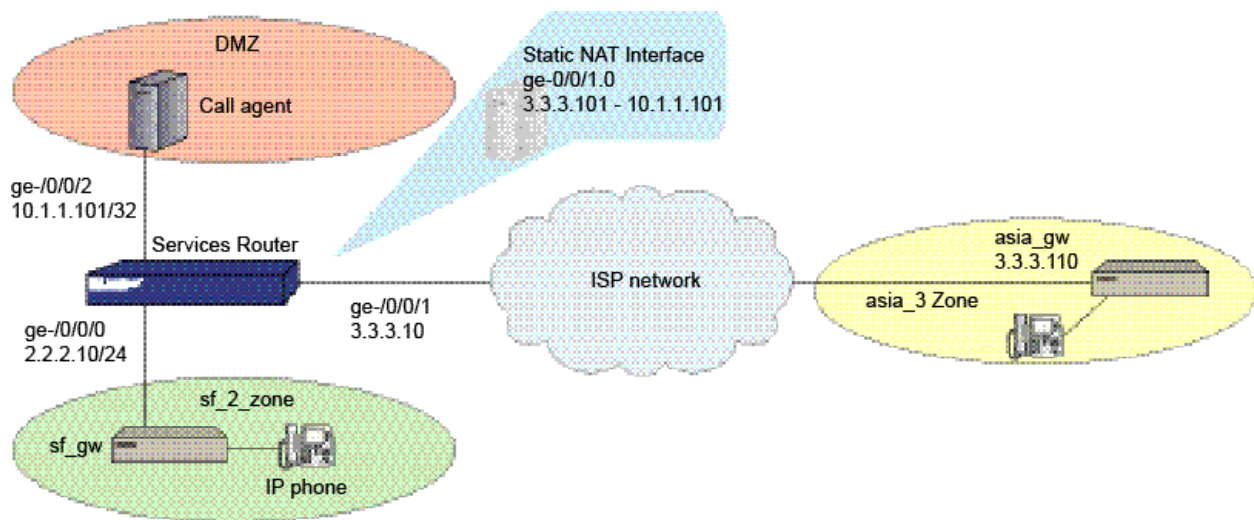 DMZ
Call agent
Static NAT Interface
ge-0/0/1.0
3.3.3.101 - 10.1.1.101
ge-/0/0/2
10.1.1.101/32
Services Router
ge-/0/0/1
3.3.3.10
ISP network
asia_gw
3.3.3.110
asia_3 Zone
ge-/0/0/0
2.2.2.10/24
sf_2_zone
sf_gw
IP phone